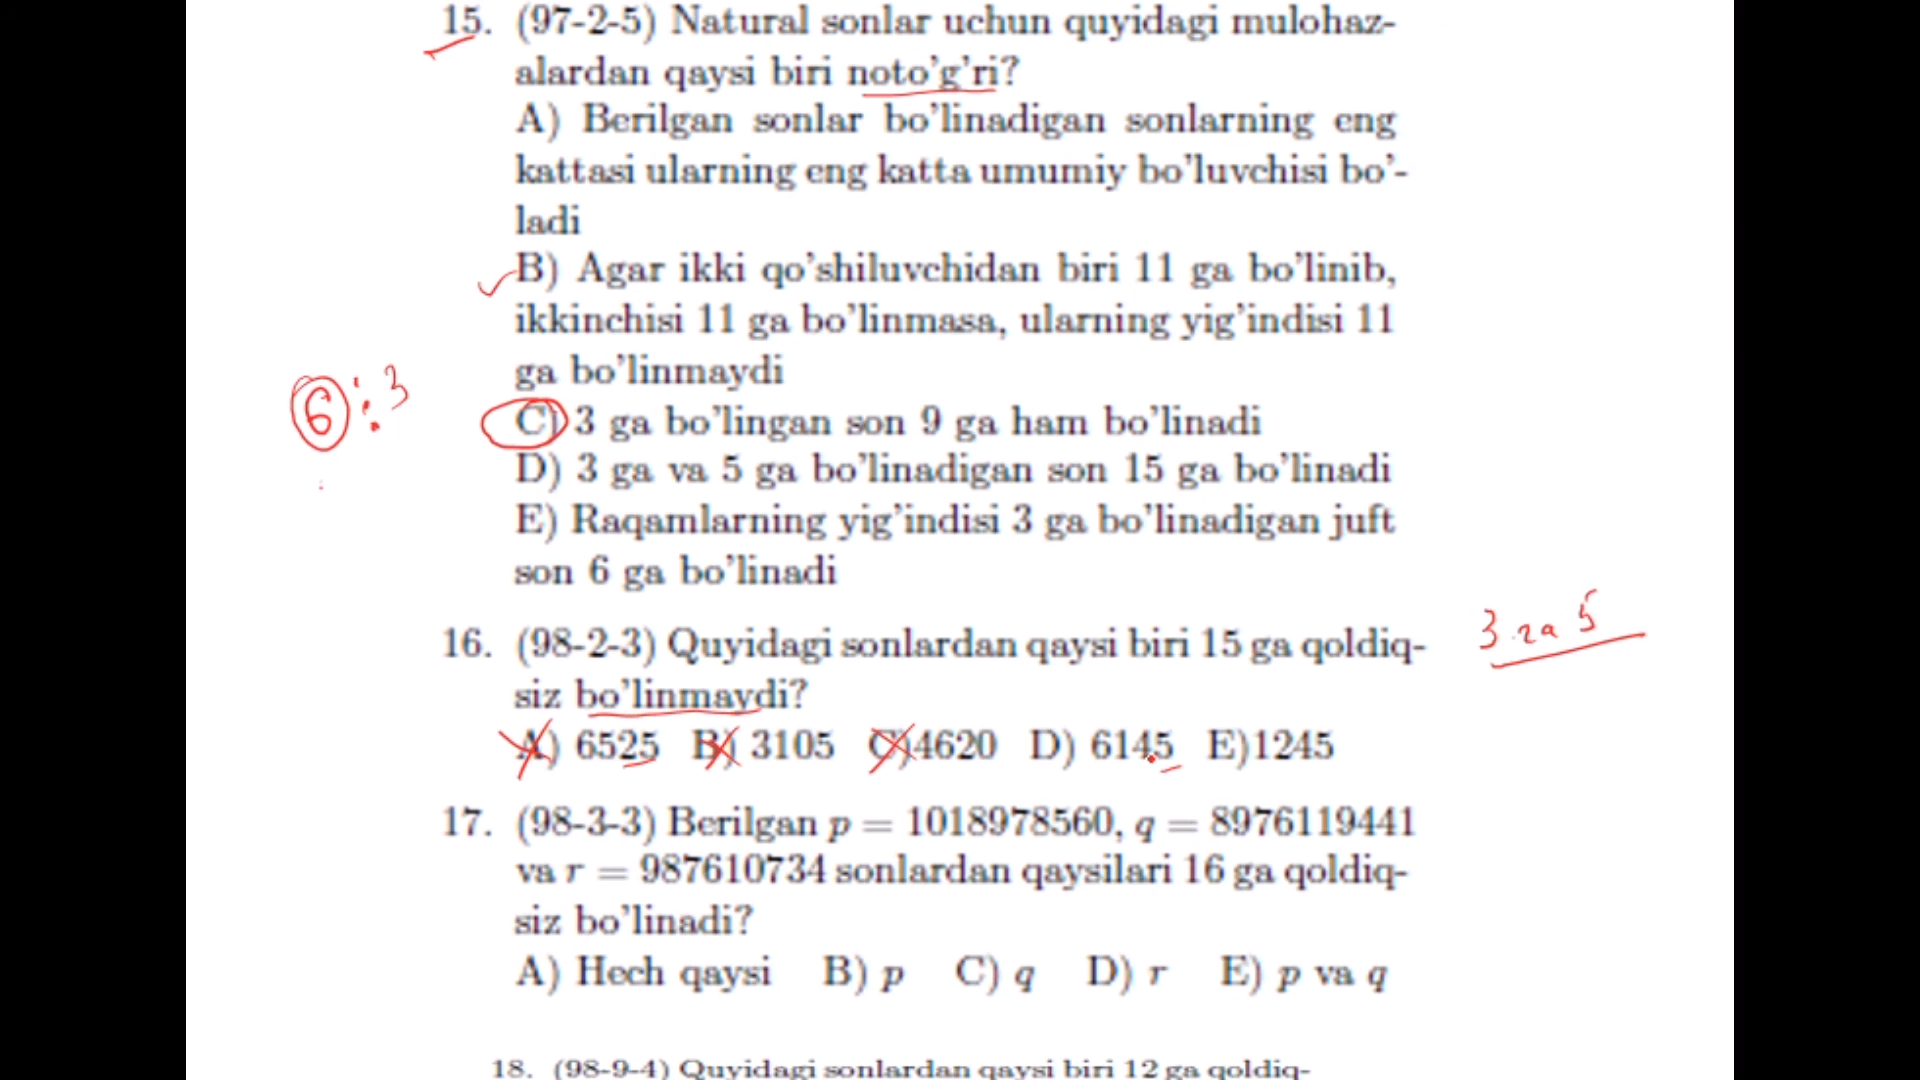 15. (97-2-5) Natural sonlar uchun quyidagi mulohaz-
alardan qaysi biri noto'g'ri?
A) Berilgan sonlar bo'linadigan sonlarning eng
kattasi ularning eng katta umumiy bo'luvchisi bo'-
ladi
B) Agar ikki qo'shiluvchidan biri 11 ga bo'linib,
ikkinchisi 11 ga bo'linmasa, ularning yig'indisi 11
ga bo'linmaydi
6 : 3
C) 3 ga bo'lingan son 9 ga ham bo'linadi
D) 3 ga va 5 ga bo'linadigan son 15 ga bo'linadi
E) Raqamlarning yig'indisi 3 ga bo'linadigan juft
son 6 ga bo'linadi
16. (98-2-3) Quyidagi sonlardan qaysi biri 15 ga qoldiq-
3 za 5
siz bo'linmaydi?
A) 6525 B) 3105 C)4620 D) 6145 E)1245
17. (98-3-3) Berilgan p = 1018978560, q = 8976119441
va r = 987610734 sonlardan qaysilari 16 ga qoldiq-
siz bo'linadi?
A) Hech qaysi B) p C) q D) r E) p va q
18. (98-9-4) Quyidagi sonlardan qaysi biri 12 ga qoldiq-